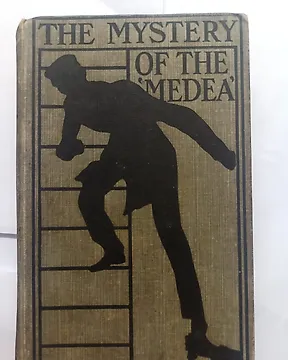 THE MYSTERY
OF THE
'MEDEA'